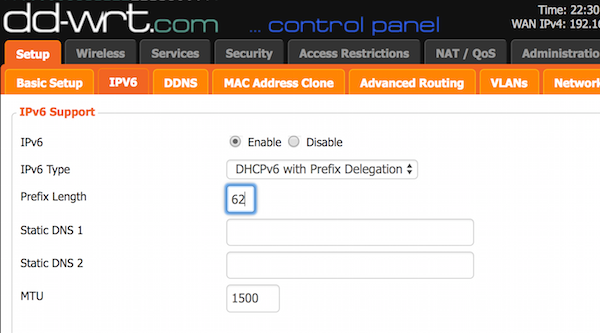 dd-wrt.com ... control panel
Time: 22:30
WAN IPv4: 192.16
Setup Wireless Services Security Access Restrictions NAT / QoS Administratio
Basic Setup IPV6 DDNS MAC Address Clone Advanced Routing VLANs Network
IPv6 Support
IPv6 Enable Disable
IPv6 Type DHCPv6 with Prefix Delegation
Prefix Length 62
Static DNS 1
Static DNS 2
MTU 1500